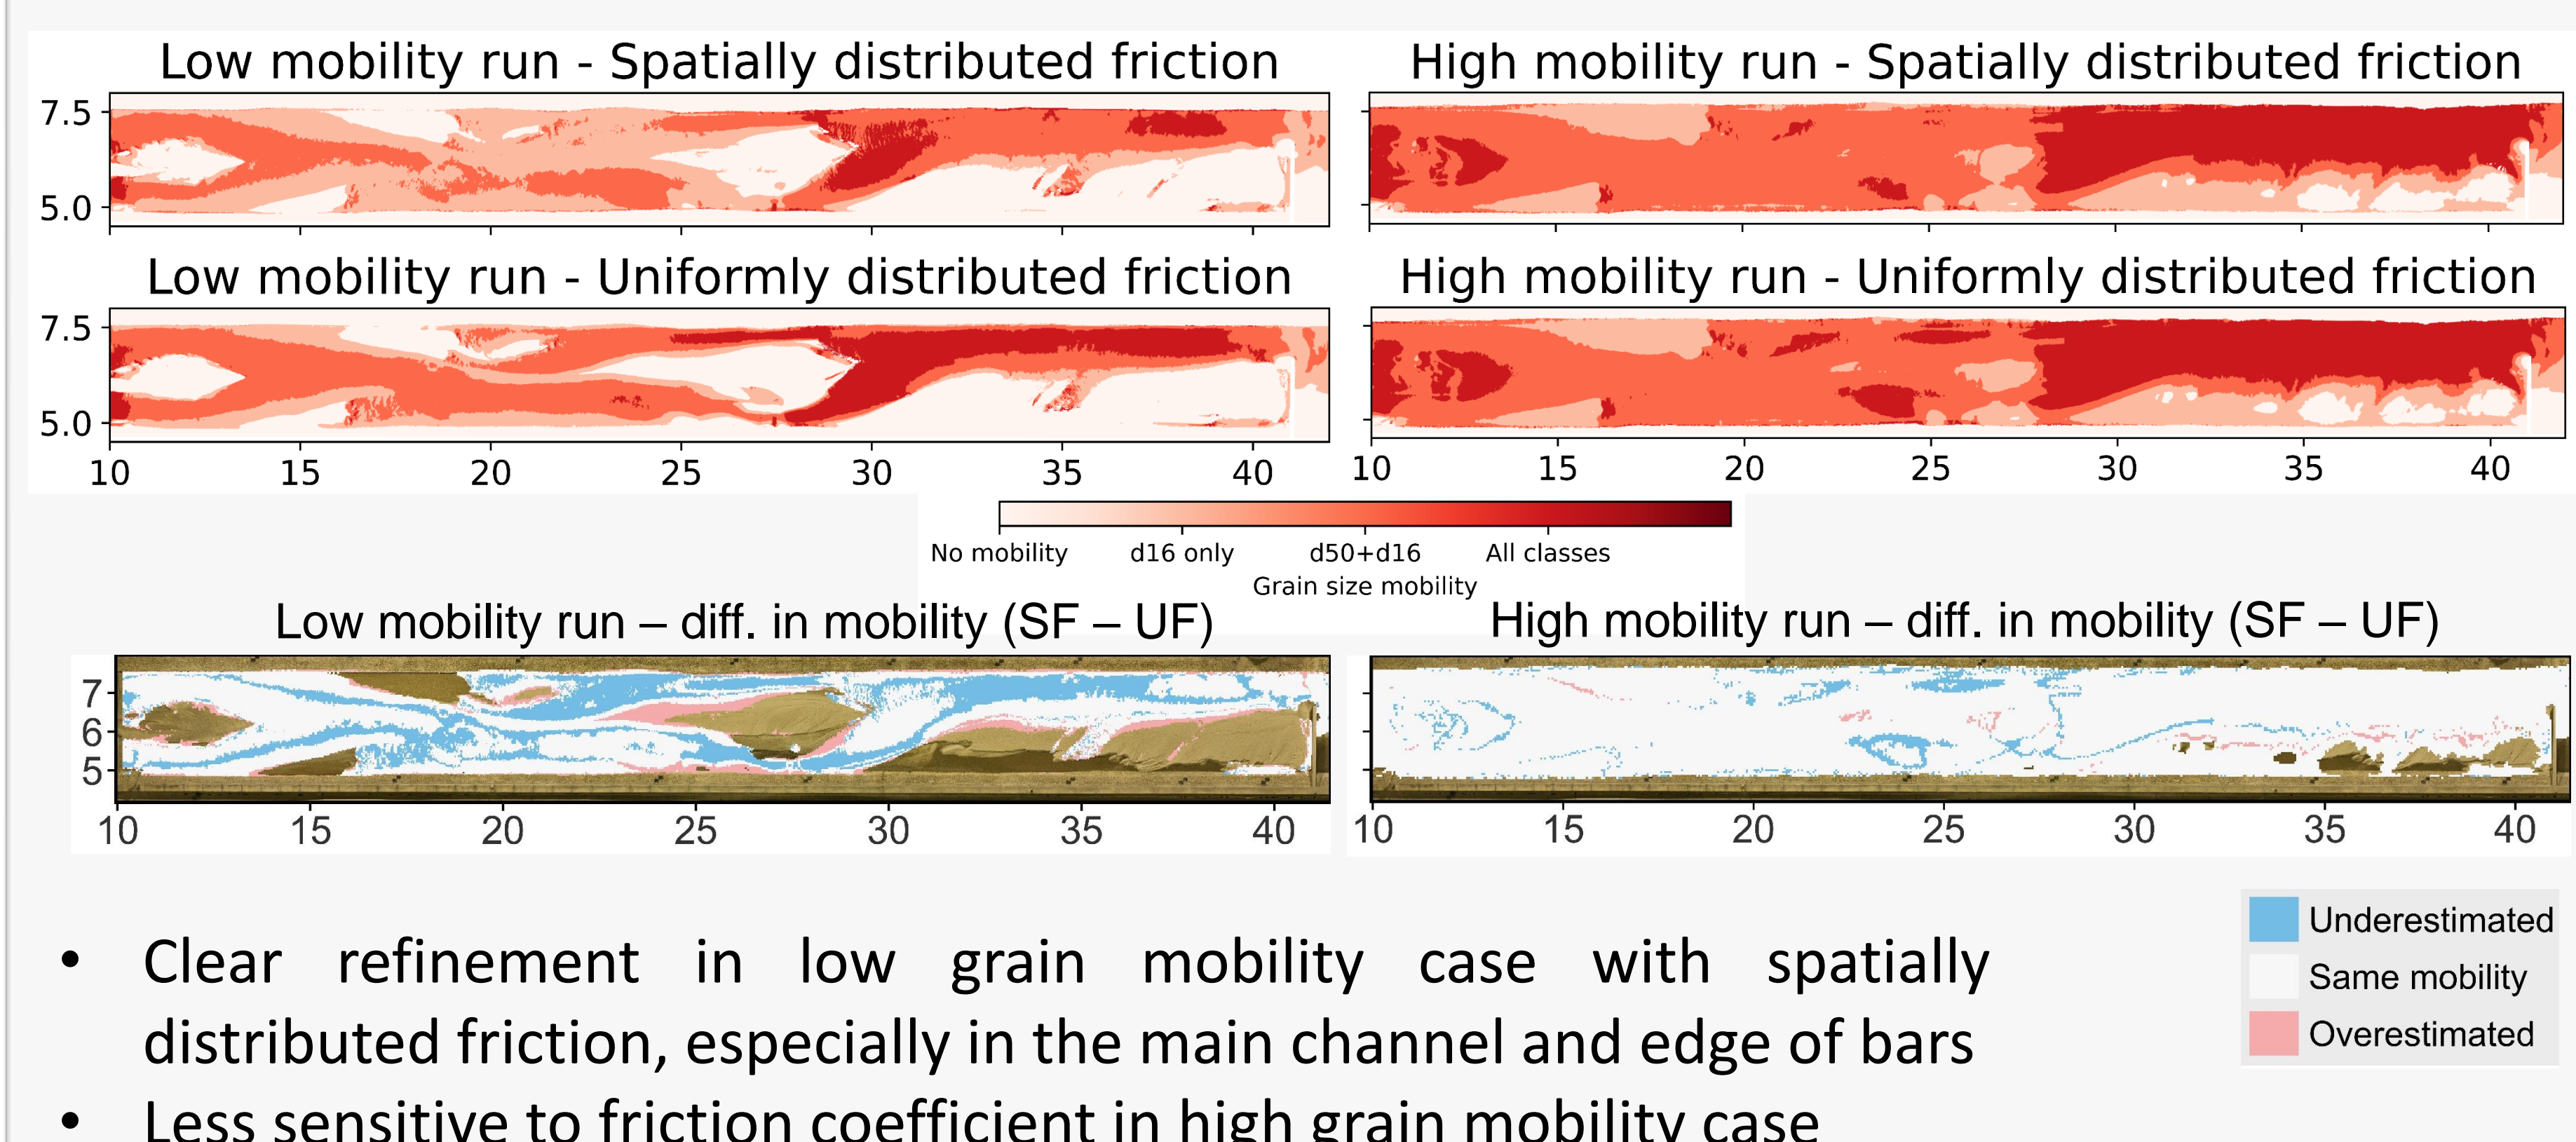 Low mobility run - Spatially distributed friction
High mobility run - Spatially distributed friction
7.5
5.0
Low mobility run - Uniformly distributed friction
High mobility run - Uniformly distributed friction
7.5
5.0
10 15 20 25 30 35 40
10 15 20 25 30 35 40
No mobility d16 only d50+d16 All classes
Grain size mobility
Low mobility run – diff. in mobility (SF – UF)
High mobility run – diff. in mobility (SF – UF)
7
6
5
10 15 20 25 30 35 40
10 15 20 25 30 35 40
Underestimated
Same mobility
Overestimated
• Clear refinement in low grain mobility case with spatially
distributed friction, especially in the main channel and edge of bars
• Less sensitive to friction coefficient in high grain mobility case